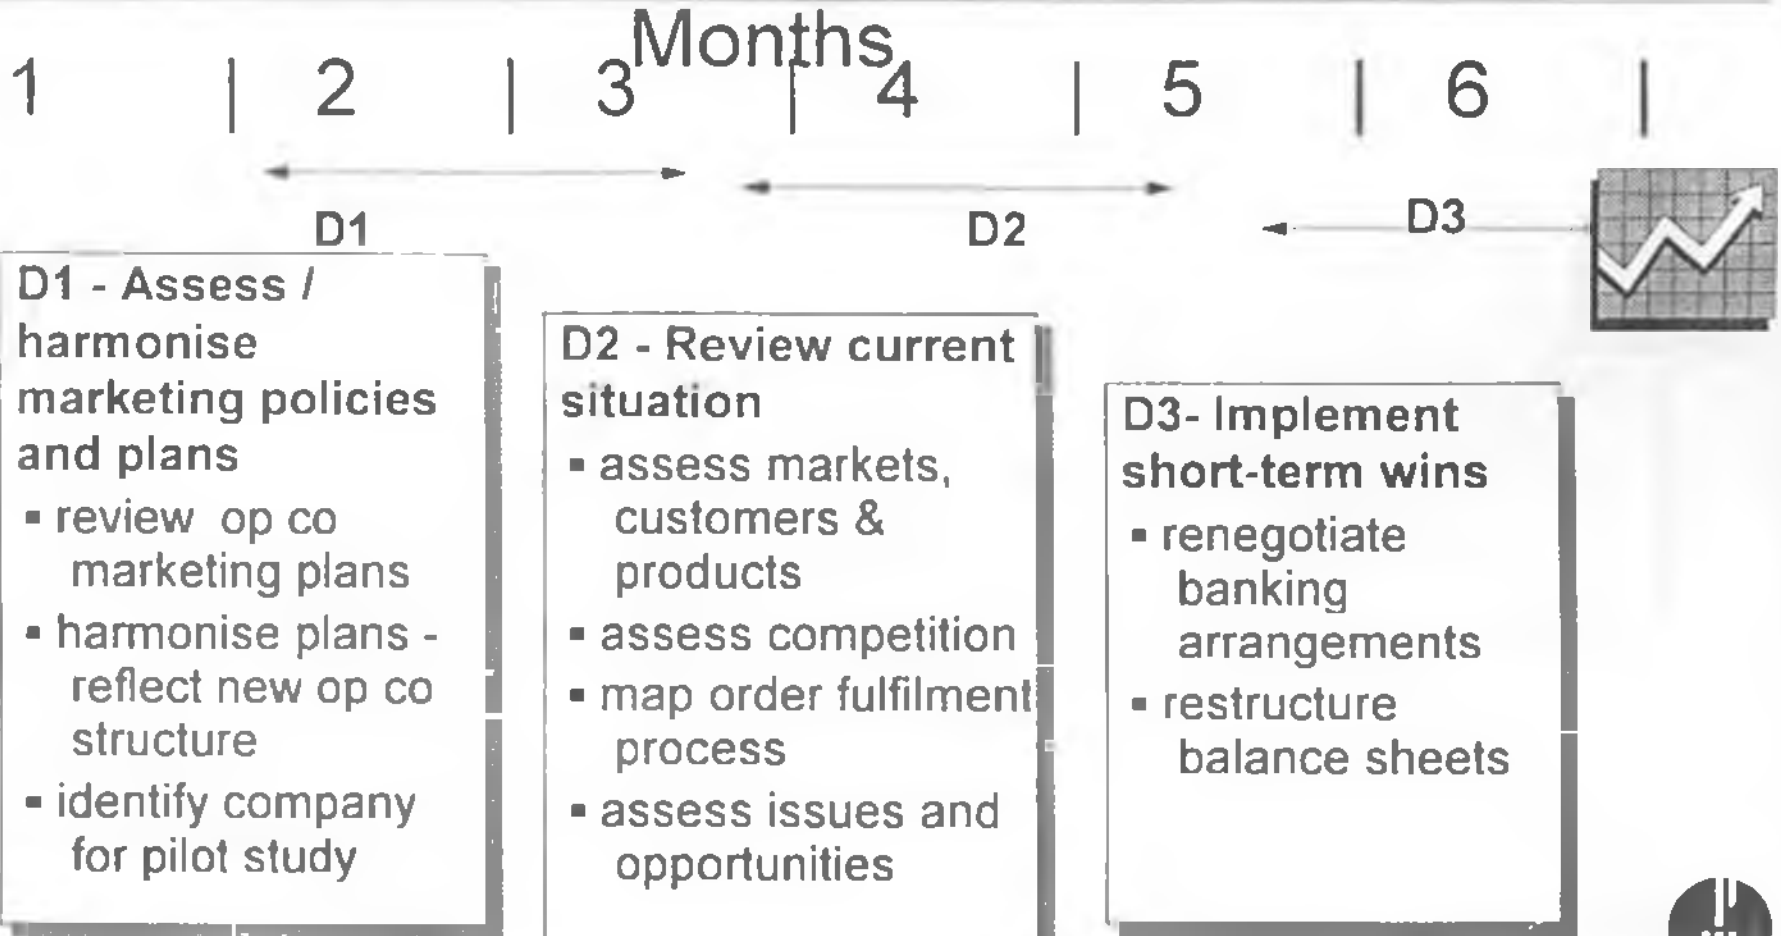 Months
1 | 2 | 3 | 4 | 5 | 6 |
D1
D2
D3
D1 - Assess /
harmonise
marketing policies
and plans
▪ review op co
marketing plans
▪ harmonise plans -
reflect new op co
structure
▪ identify company
for pilot study
D2 - Review current
situation
▪ assess markets,
customers &
products
▪ assess competition
▪ map order fulfilment
process
▪ assess issues and
opportunities
D3- Implement
short-term wins
▪ renegotiate
banking
arrangements
▪ restructure
balance sheets